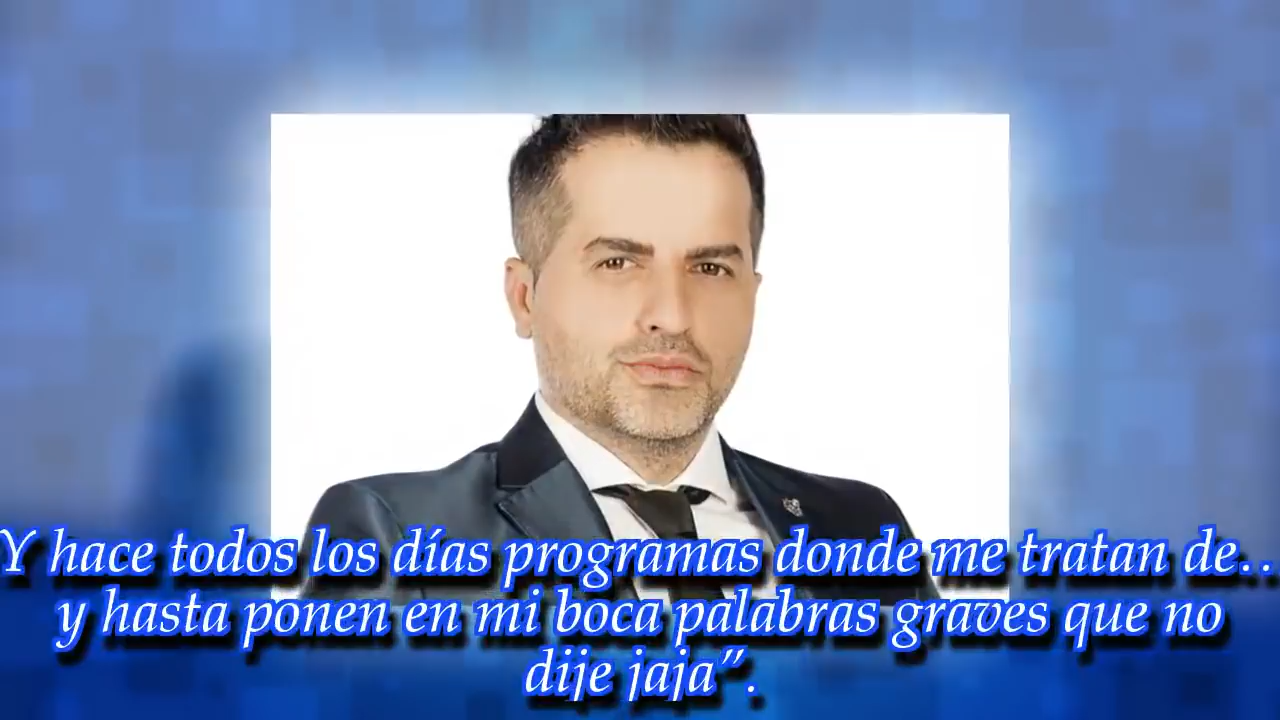 Y hace todos los días programas donde me tratan de…
y hasta ponen en mi boca palabras graves que no
dije jaja”.